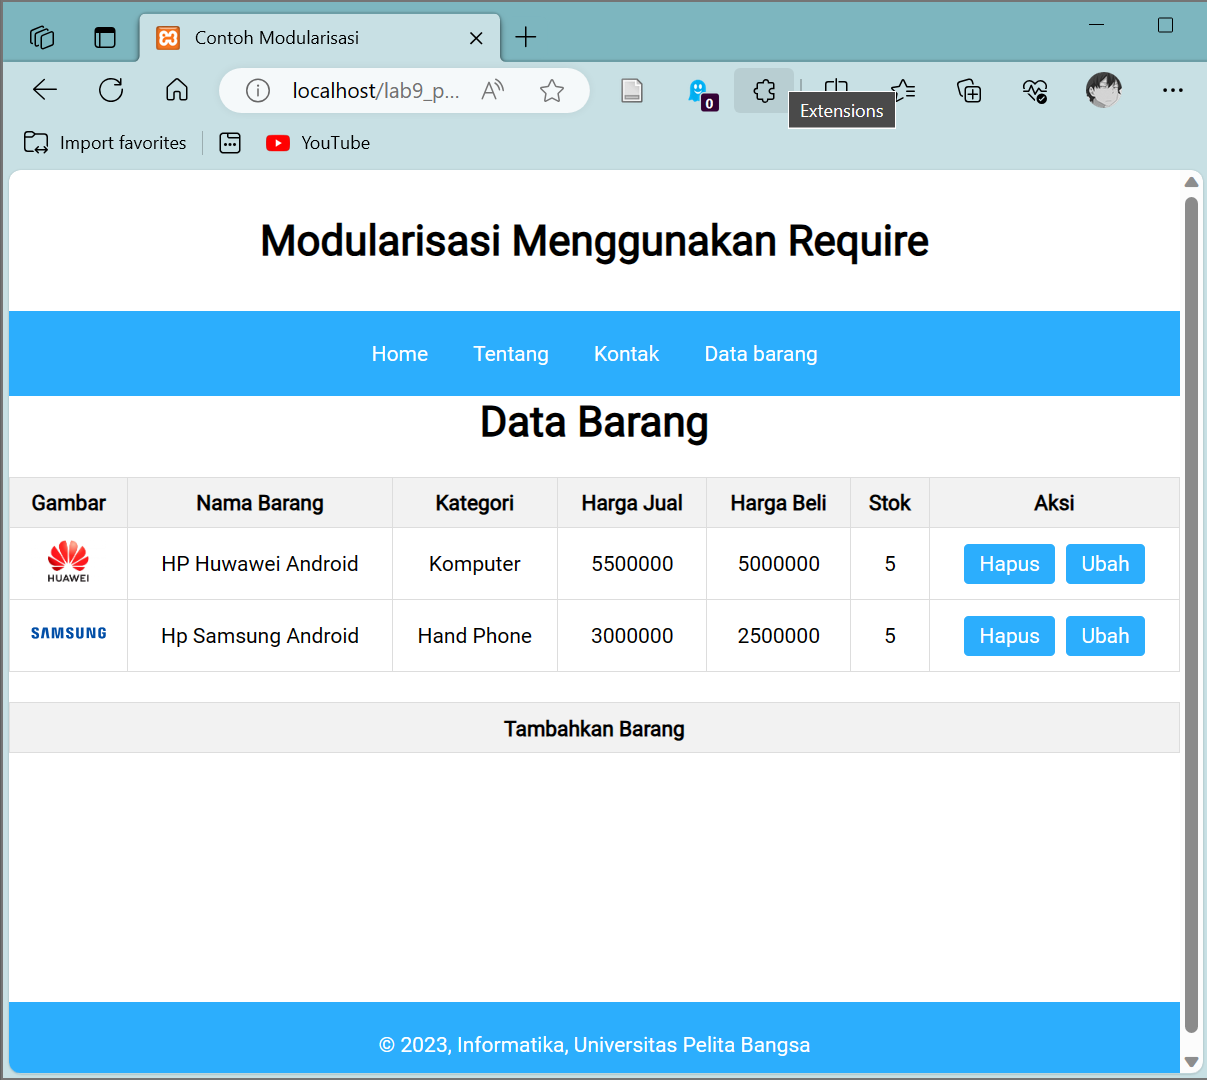 Contoh Modularisasi
localhost/lab9_p...
0
Extensions
Import favorites
YouTube
Modularisasi Menggunakan Require
Home Tentang Kontak Data barang
Data Barang
Gambar Nama Barang Kategori Harga Jual Harga Beli Stok Aksi
HUAWEI HP Huwawei Android Komputer 5500000 5000000 5 Hapus Ubah
SAMSUNG Hp Samsung Android Hand Phone 3000000 2500000 5 Hapus Ubah
Tambahkan Barang
© 2023, Informatika, Universitas Pelita Bangsa